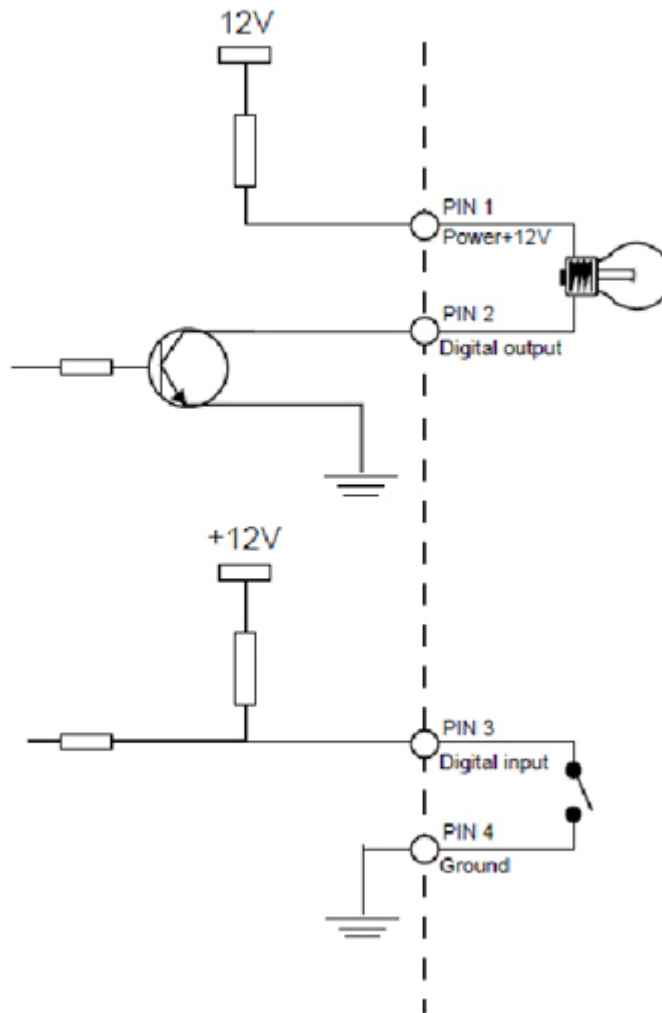 12V
PIN 1
Power+12V
PIN 2
Digital output
+12V
PIN 3
Digital input
PIN 4
Ground